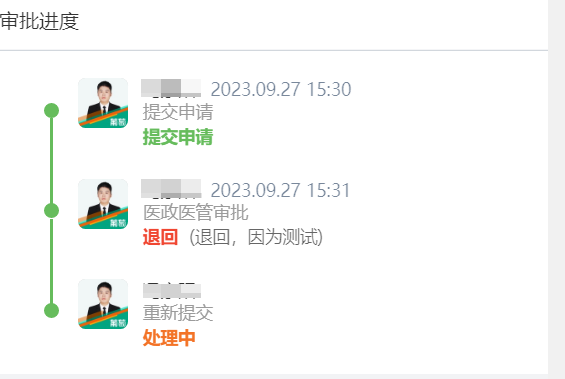 审批进度
2023.09.27 15:30
提交申请
提交申请
2023.09.27 15:31
医政医管审批
退回（退回，因为测试）
重新提交
处理中